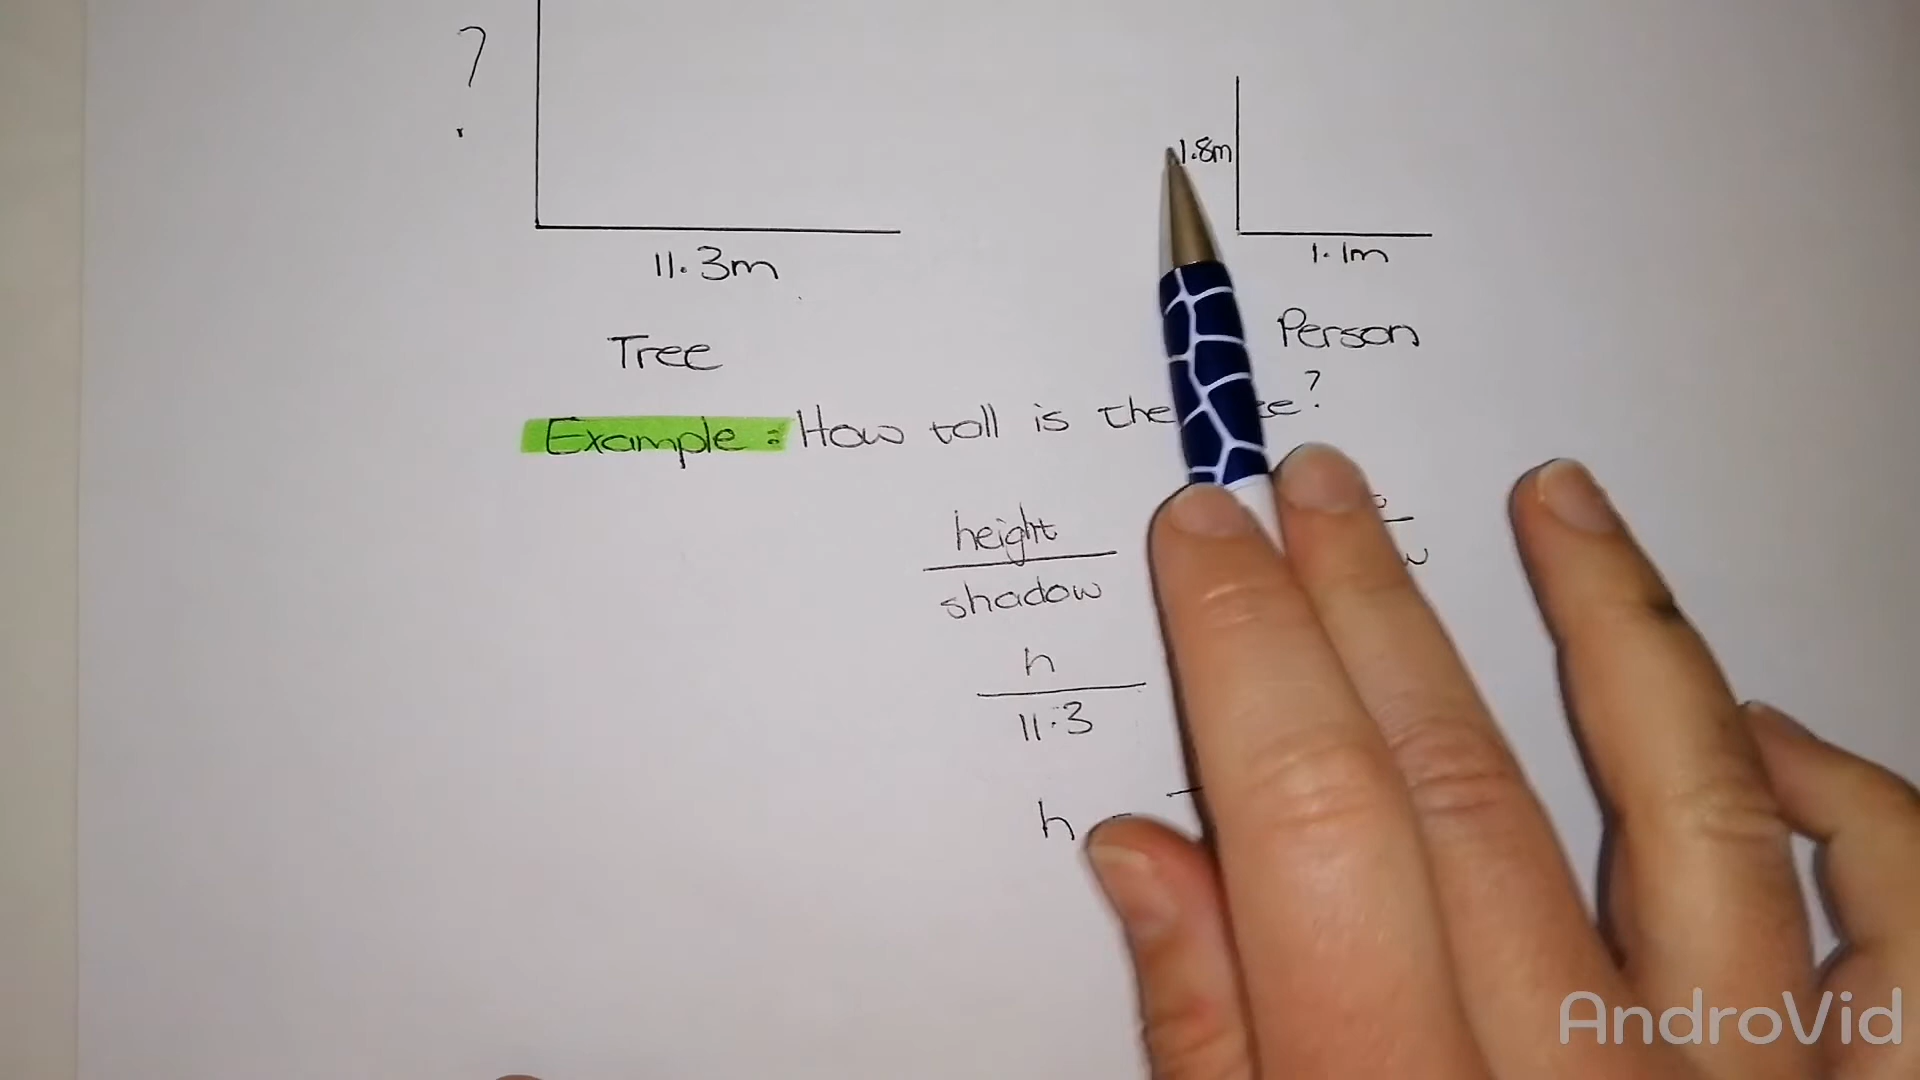 ?
1.8m
11.3m
1.1m
Tree
Person
?
Example: How tall is the ?
height
shadow
h
11.3
h
AndroVid